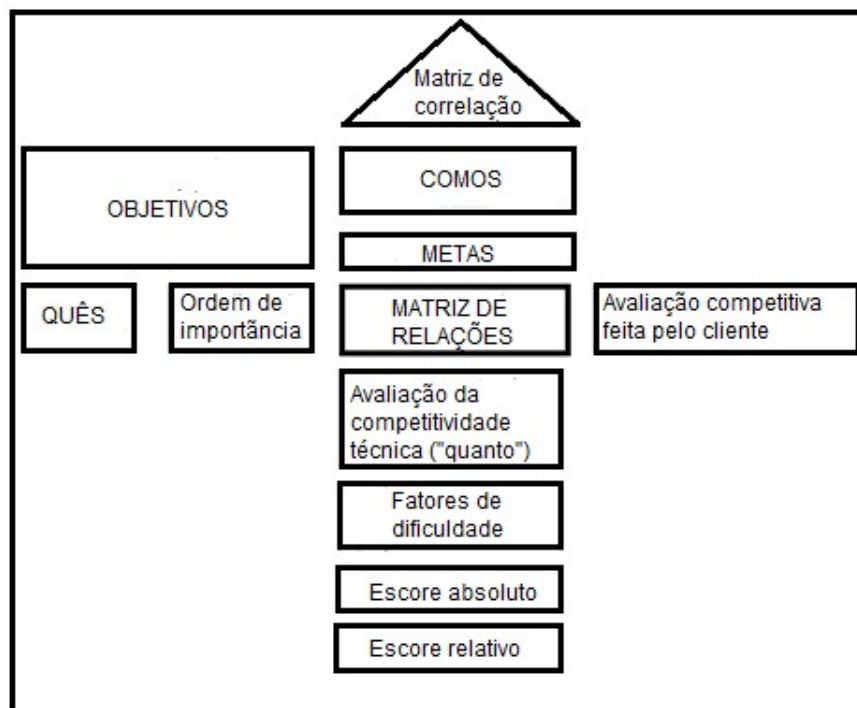 Matriz de
correlação
OBJETIVOS
COMOS
METAS
QUÊS
Ordem de
importãncia
MATRIZ DE
RELAÇÕES
Avaliação competitiva
feita pelo cliente
Avaliação da
competitividade
técnica ("quanto")
Fatores de
dificuldade
Escore absoluto
Escore relativo